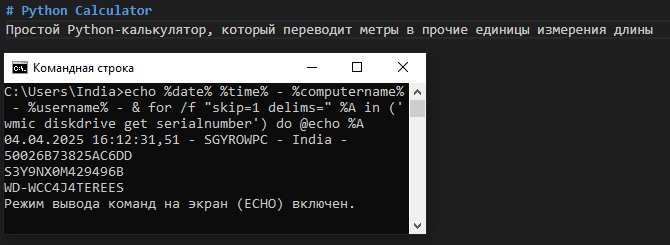 # Python Calculator
Простой Python-калькулятор, который переводит метры в прочие единицы измерения длины
Командная строка
C:\Users\India>echo %date% %time% - %computername%
- %username% - & for /f "skip=1 delims=" %A in ('
wmic diskdrive get serialnumber') do @echo %A
04.04.2025 16:12:31,51 - SGYROWPC - India -
50026B73825AC6DD
S3Y9NX0M429496B
WD-WCC4J4TEREES
Режим вывода команд на экран (ECHO) включен.